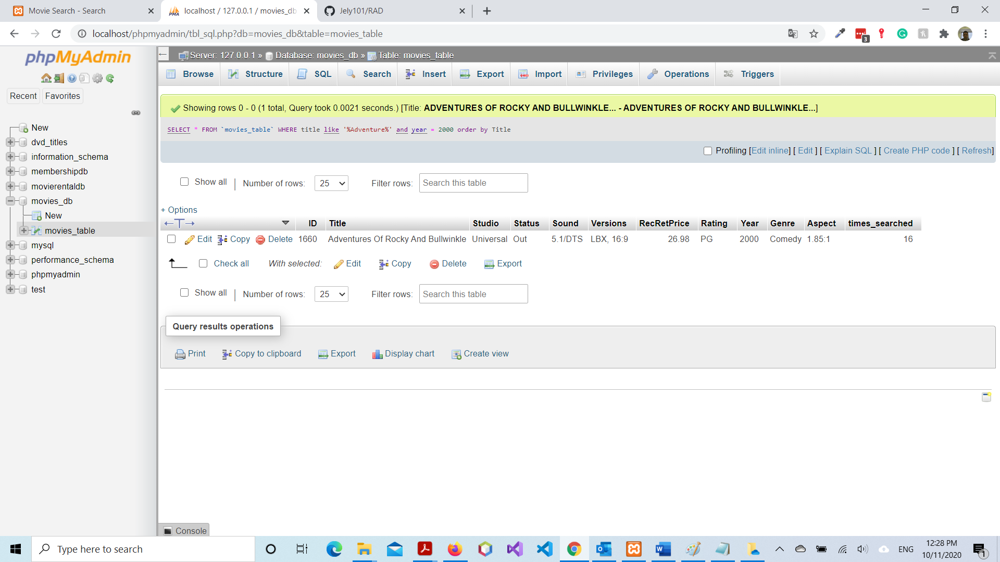 Movie Search - Search
localhost / 127.0.0.1 / movies_db
Jely101/RAD
localhost/phpmyadmin/tbl_sql.php?db=movies_db&table=movies_table
3
phpMyAdmin
Recent
Favorites
New
dvd_titles
information_schema
membershipdb
movierentaldb
movies_db
New
movies_table
mysql
performance_schema
phpmyadmin
test
Server: 127.0.0.1 » Database: movies_db » Table: movies_table
Browse Structure SQL Search Insert Export Import Privileges Operations Triggers
Showing rows 0 - 0 (1 total, Query took 0.0021 seconds.) [Title: ADVENTURES OF ROCKY AND BULLWINKLE... - ADVENTURES OF ROCKY AND BULLWINKLE...]
SELECT * FROM `movies_table` WHERE title like '%Adventure%' and year = 2000 order by Title
Profiling [Edit inline] [ Edit ] [ Explain SQL ] [ Create PHP code ] [ Refresh]
Show all | Number of rows: 25 Filter rows: Search this table
+ Options
←T→ ID Title Studio Status Sound Versions RecRetPrice Rating Year Genre Aspect times_searched
Edit Copy Delete 1660 Adventures Of Rocky And Bullwinkle Universal Out 5.1/DTS LBX, 16:9 26.98 PG 2000 Comedy 1.85:1 16
Check all With selected: Edit Copy Delete Export
Show all | Number of rows: 25 Filter rows: Search this table
Query results operations
Print Copy to clipboard Export Display chart Create view
Console
Type here to search
ENG
12:28 PM
10/11/2020
1